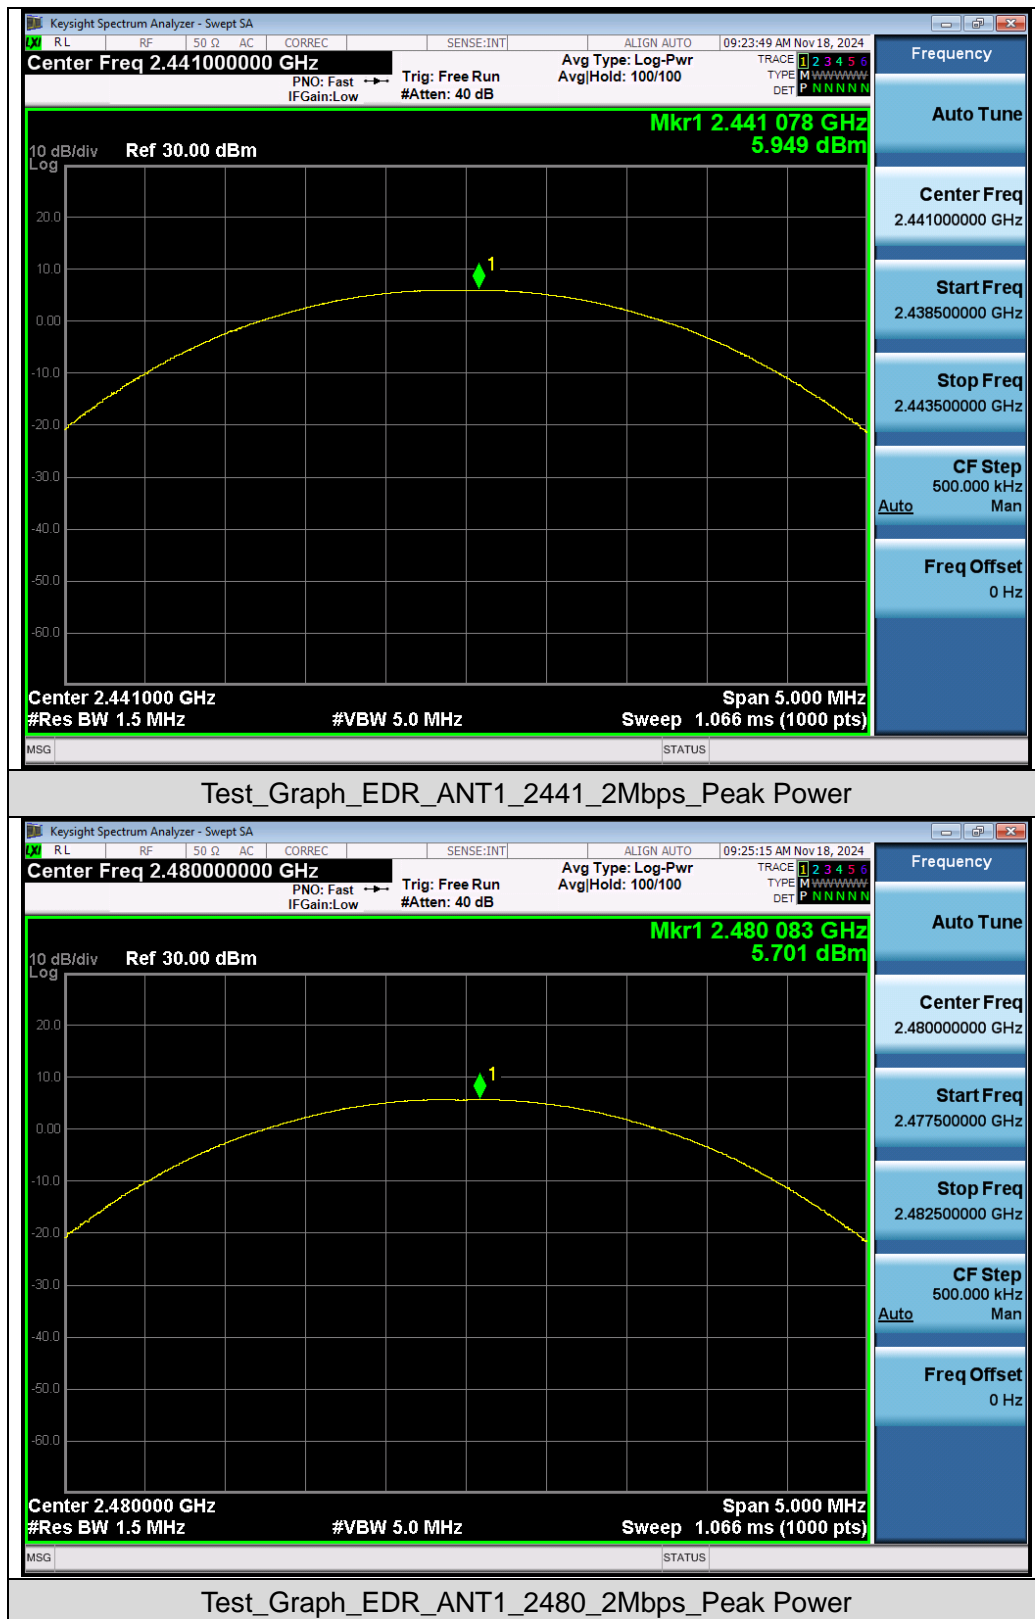 Keysight Spectrum Analyzer - Swept SA
LXI RL RF 50 Ω AC CORREC SENSE:INT ALIGN AUTO 09:23:49 AM Nov 18, 2024
Center Freq 2.441000000 GHz
PNO: Fast
IFGain:Low
Trig: Free Run
#Atten: 40 dB
Avg Type: Log-Pwr
Avg|Hold: 100/100
TRACE 1 2 3 4 5 6
TYPE M WWWWW
DET P N N N N N
Mkr1 2.441 078 GHz
5.949 dBm
10 dB/div Ref 30.00 dBm
Log
20.0
10.0
1
0.00
-10.0
-20.0
-30.0
-40.0
-50.0
-60.0
Center 2.441000 GHz Span 5.000 MHz
#Res BW 1.5 MHz #VBW 5.0 MHz Sweep 1.066 ms (1000 pts)
MSG STATUS
Frequency
Auto Tune
Center Freq
2.441000000 GHz
Start Freq
2.438500000 GHz
Stop Freq
2.443500000 GHz
CF Step
500.000 kHz
Auto Man
Freq Offset
0 Hz
Test_Graph_EDR_ANT1_2441_2Mbps_Peak Power
Keysight Spectrum Analyzer - Swept SA
LXI RL RF 50 Ω AC CORREC SENSE:INT ALIGN AUTO 09:25:15 AM Nov 18, 2024
Center Freq 2.480000000 GHz
PNO: Fast
IFGain:Low
Trig: Free Run
#Atten: 40 dB
Avg Type: Log-Pwr
Avg|Hold: 100/100
TRACE 1 2 3 4 5 6
TYPE M WWWWW
DET P N N N N N
Mkr1 2.480 083 GHz
5.701 dBm
10 dB/div Ref 30.00 dBm
Log
20.0
10.0
1
0.00
-10.0
-20.0
-30.0
-40.0
-50.0
-60.0
Center 2.480000 GHz Span 5.000 MHz
#Res BW 1.5 MHz #VBW 5.0 MHz Sweep 1.066 ms (1000 pts)
MSG STATUS
Frequency
Auto Tune
Center Freq
2.480000000 GHz
Start Freq
2.477500000 GHz
Stop Freq
2.482500000 GHz
CF Step
500.000 kHz
Auto Man
Freq Offset
0 Hz
Test_Graph_EDR_ANT1_2480_2Mbps_Peak Power